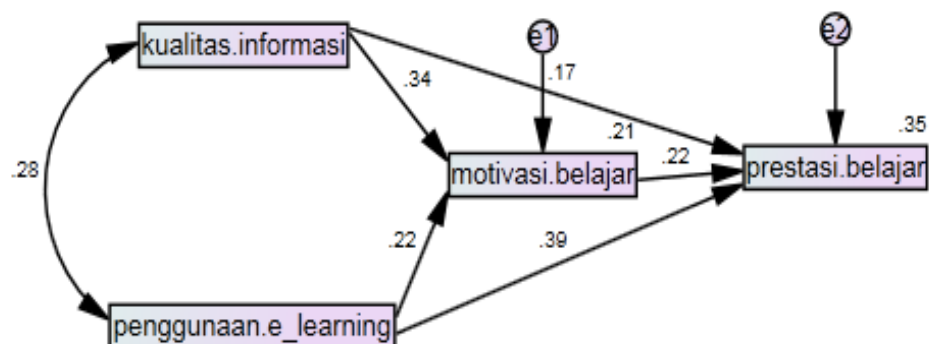 e1
e2
kualitas.informasi
.34
.17
.28
.21
.35
motivasi.belajar
.22
prestasi.belajar
.22
.39
penggunaan.e_learning